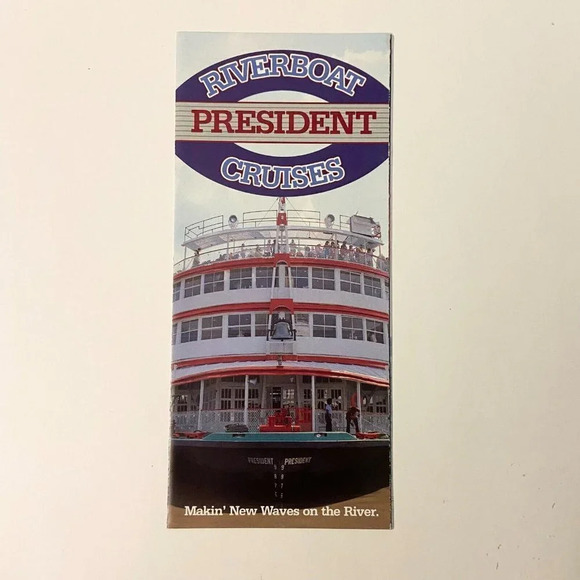 RIVERBOAT
PRESIDENT
CRUISES
PRESIDENT PRESIDENT
Makin' New Waves on the River.